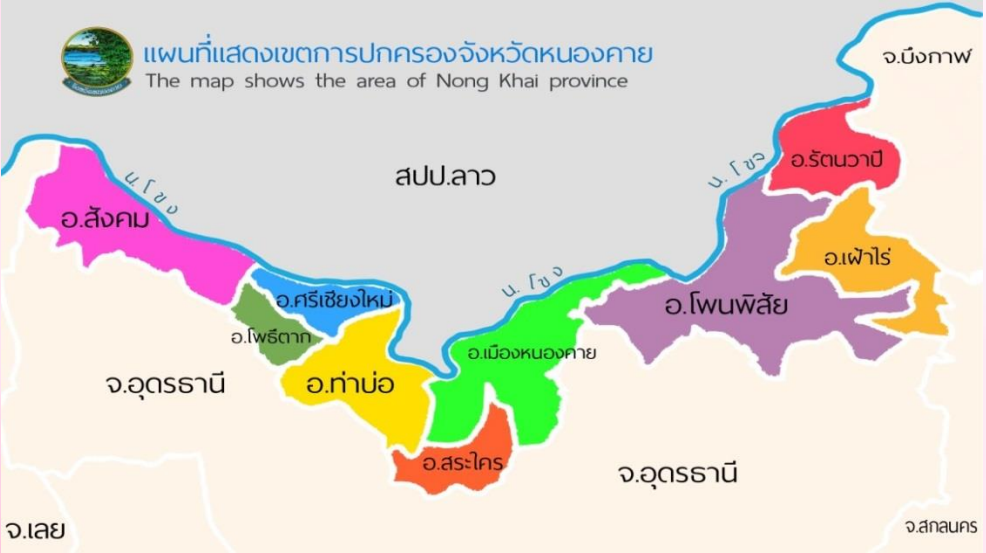 แผนที่แสดงเขตการปกครองจังหวัดหนองคาย
The map shows the area of Nong Khai province
จ.บึงกาฬ
น. โขง
อ.รัตนวาปี
สปป.ลาว
น.โขง
อ.สังคม
อ.เฝ้าไร่
น. โขง
อ.ศรีเชียงใหม่
อ.โพนพิสัย
อ.โพธิ์ตาก
อ.เมืองหนองคาย
จ.อุดรธานี
อ.ท่าบ่อ
อ.สระใคร
จ.อุดรธานี
จ.เลย
จ.สกลนคร